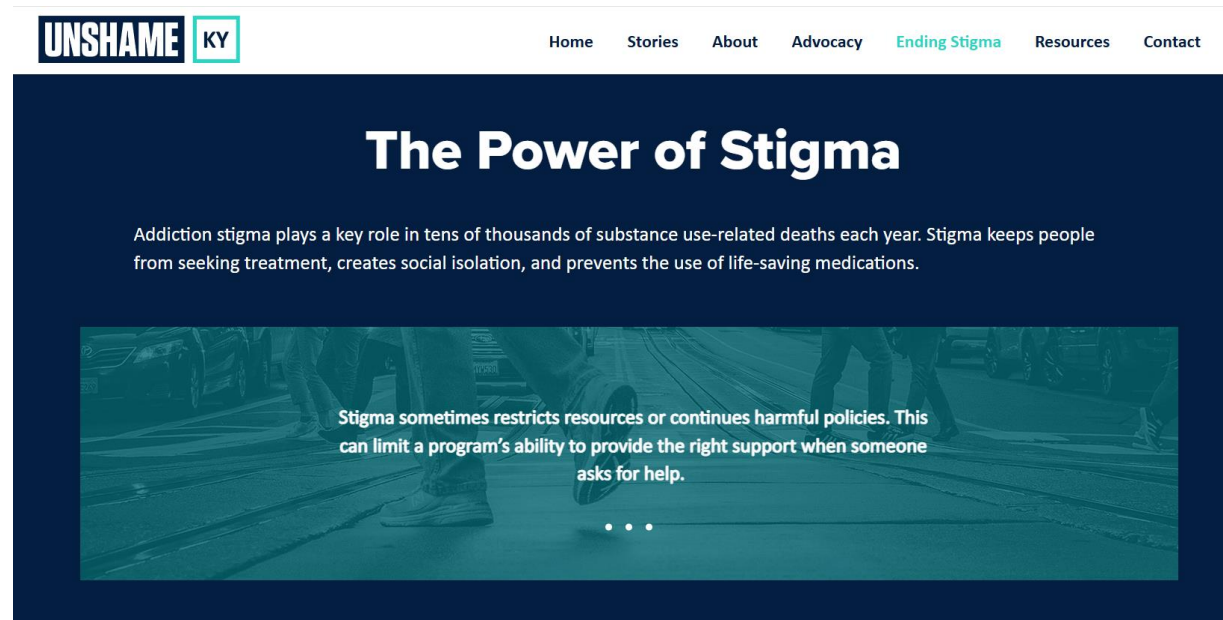 UNSHAME KY
Home Stories About Advocacy Ending Stigma Resources Contact
The Power of Stigma
Addiction stigma plays a key role in tens of thousands of substance use-related deaths each year. Stigma keeps people
from seeking treatment, creates social isolation, and prevents the use of life-saving medications.
Stigma sometimes restricts resources or continues harmful policies. This
can limit a program’s ability to provide the right support when someone
asks for help.